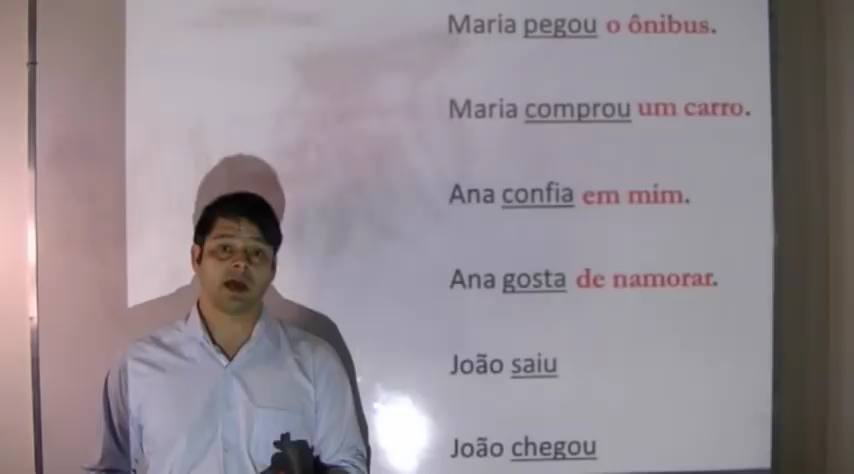 Maria pegou o ônibus.
Maria comprou um carro.
Ana confia em mim.
Ana gosta de namorar.
João saiu
João chegou